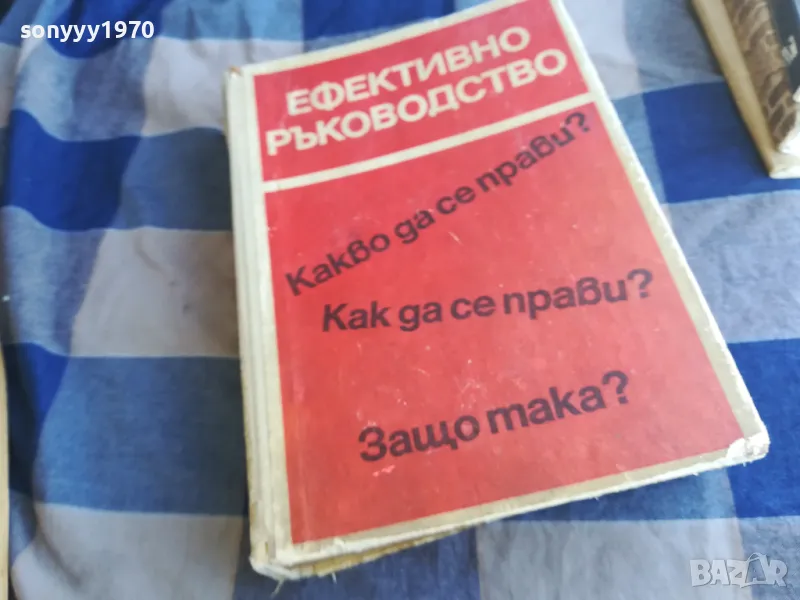 sonyyy1970
ЕФЕКТИВНО
РЪКОВОДСТВО
Какво да се прави?
Как да се прави?
Защо така?
BAZAR